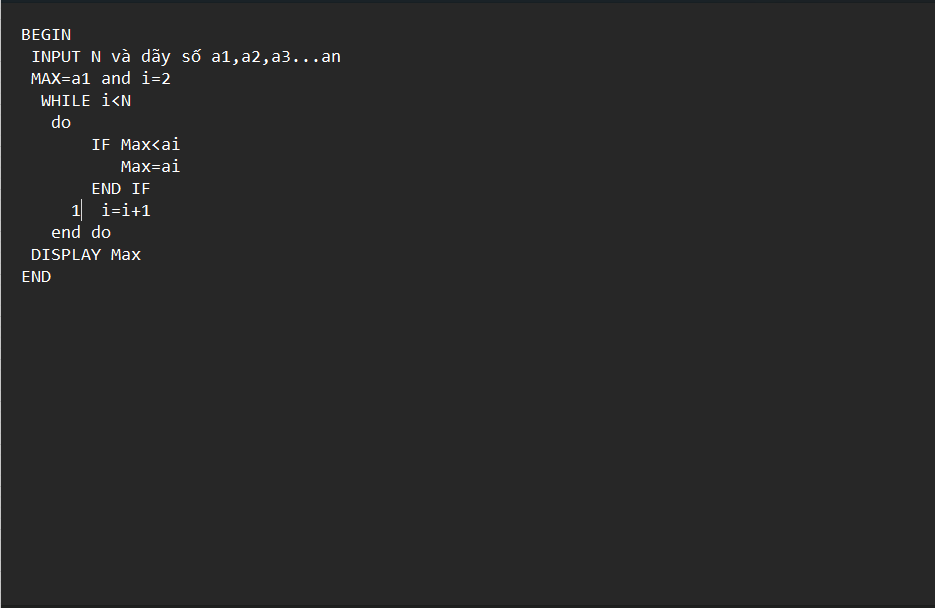 BEGIN
INPUT N và dãy số a1,a2,a3...an
MAX=a1 and i=2
WHILE i<N
do
IF Max<ai
Max=ai
END IF
1 i=i+1
end do
DISPLAY Max
END